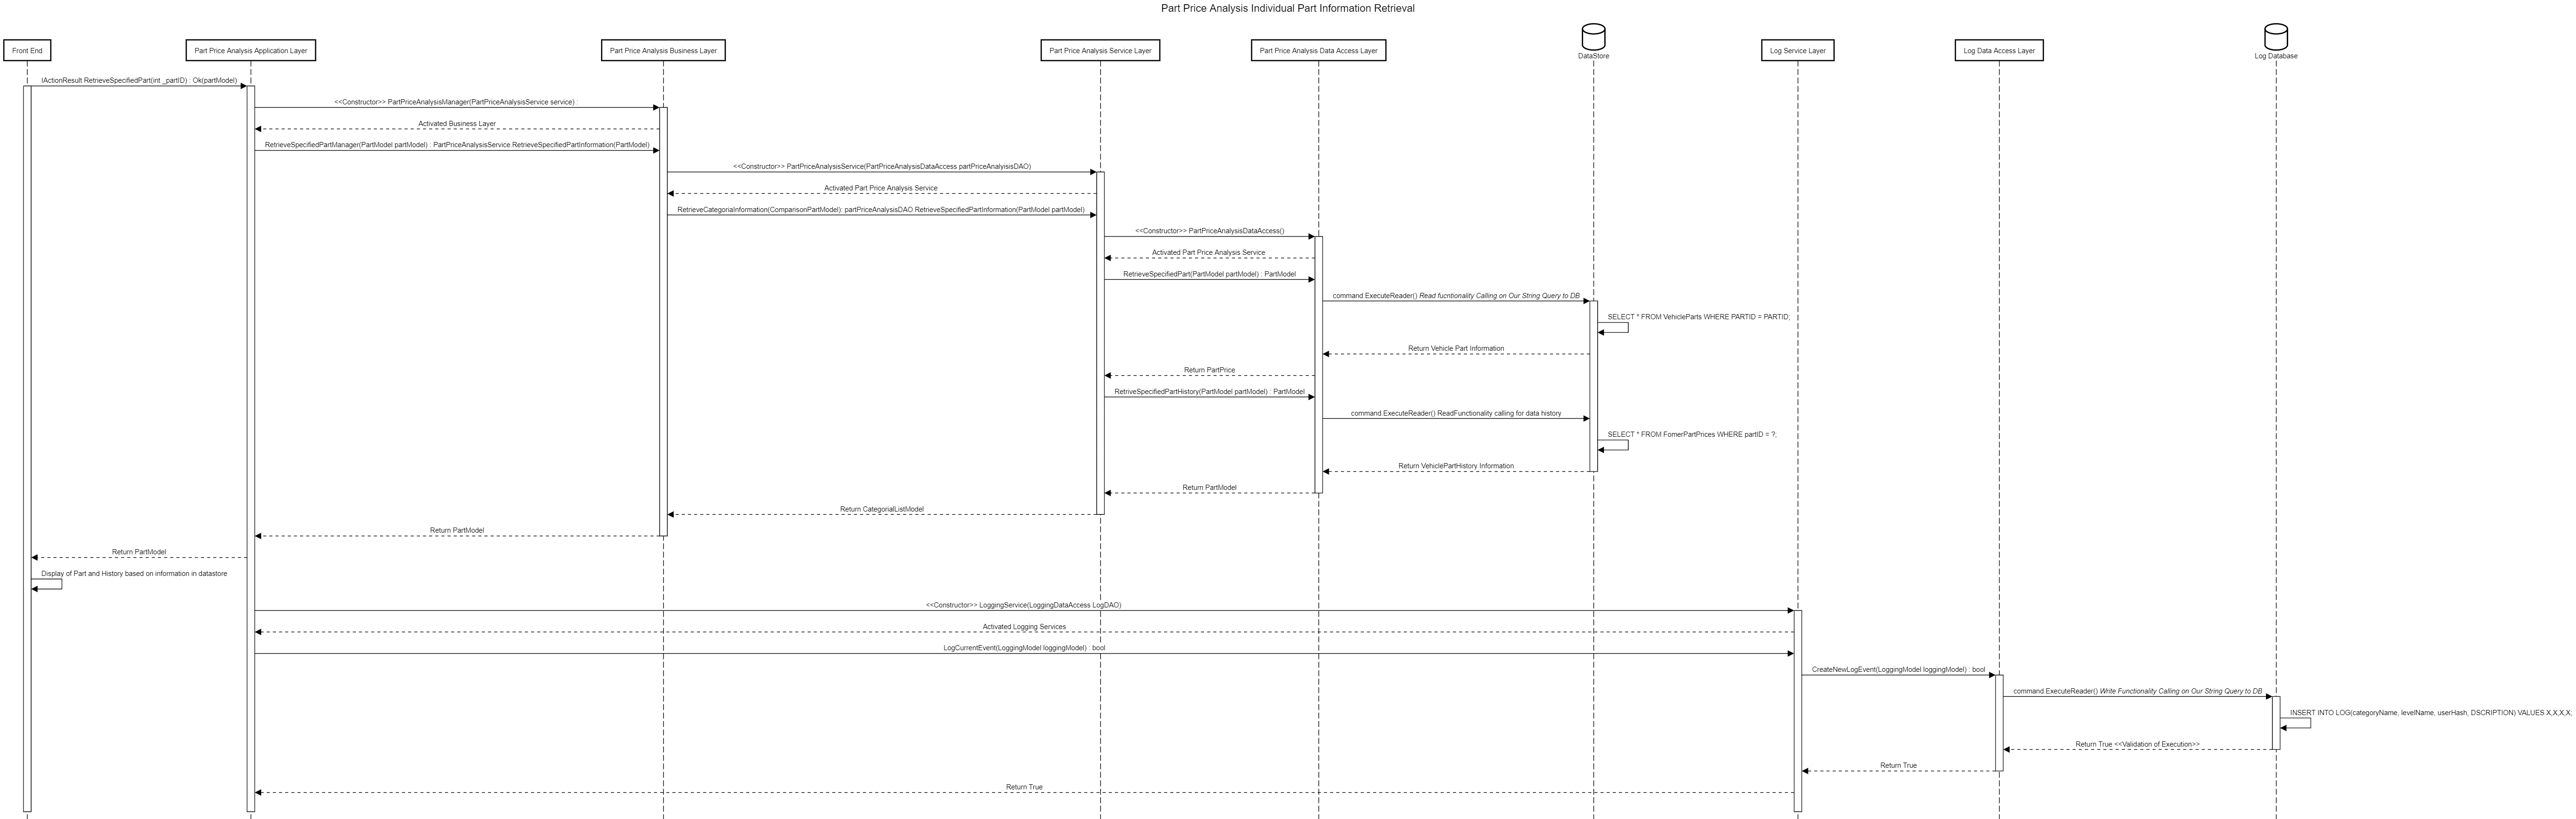 Part Price Analysis Individual Part Information Retrieval
Front End
Part Price Analysis Application Layer
Part Price Analysis Business Layer
Part Price Analysis Service Layer
Part Price Analysis Data Access Layer
DataStore
Log Service Layer
Log Data Access Layer
Log Database
IActionResult RetrieveSpecifiedPart(int _partID) : Ok(partModel)
<<Constructor>> PartPriceAnalysisManager(PartPriceAnalysisService service) :
Activated Business Layer
RetrieveSpecifiedPartManager(PartModel partModel) : PartPriceAnalysisService.RetrieveSpecifiedPartInformation(PartModel)
<<Constructor>> PartPriceAnalysisService(PartPriceAnalysisDataAccess partPriceAnalyisisDAO)
Activated Part Price Analysis Service
RetrieveCategoriaInformation(ComparisonPartModel): partPriceAnalysisDAO.RetrieveSpecifiedPartInformation(PartModel partModel)
<<Constructor>> PartPriceAnalysisDataAccess()
Activated Part Price Analysis Service
RetrieveSpecifiedPart(PartModel partModel) : PartModel
command.ExecuteReader() Read fucntionality Calling on Our String Query to DB
SELECT * FROM VehicleParts WHERE PARTID = PARTID;
Return Vehicle Part Information
Return PartPrice
RetriveSpecifiedPartHistory(PartModel partModel) : PartModel
command.ExecuteReader() ReadFunctionality calling for data history
SELECT * FROM FomerPartPrices WHERE partID = ?;
Return VehiclePartHistory Information
Return PartModel
Return CategorialListModel
Return PartModel
Return PartModel
Display of Part and History based on information in datastore
<<Constructor>> LoggingService(LoggingDataAccess LogDAO)
Activated Logging Services
LogCurrentEvent(LoggingModel loggingModel) : bool
CreateNewLogEvent(LoggingModel loggingModel) : bool
command.ExecuteReader() Write Functionality Calling on Our String Query to DB
INSERT INTO LOG(categoryName, levelName, userHash, DSCRIPTION) VALUES X,X,X,X;
Return True <<Validation of Execution>>
Return True
Return True